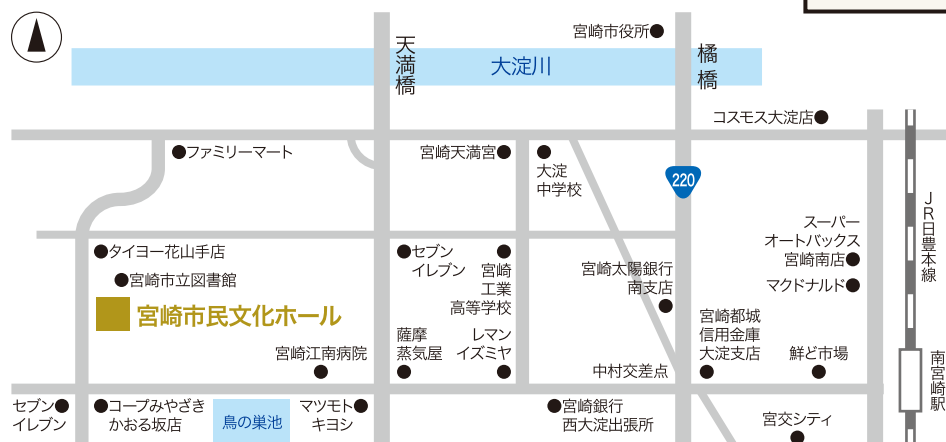 宮崎市役所
天満橋
大淀川
橘橋
コスモス大淀店
ファミリーマート
宮崎天満宮
大淀
中学校
220
JR日豊本線
スーパー
オートバックス
宮崎南店
タイヨー花山手店
セブン
イレブン
宮崎
工業
高等学校
宮崎太陽銀行
南支店
マクドナルド
宮崎市立図書館
宮崎市民文化ホール
宮崎都城
信用金庫
大淀支店
薩摩
蒸気屋
レマン
イズミヤ
宮崎江南病院
中村交差点
鮮ど市場
南宮崎駅
セブン
イレブン
コープみやざき
かおる坂店
鳥の巣池
マツモト
キヨシ
宮崎銀行
西大淀出張所
宮交シティ